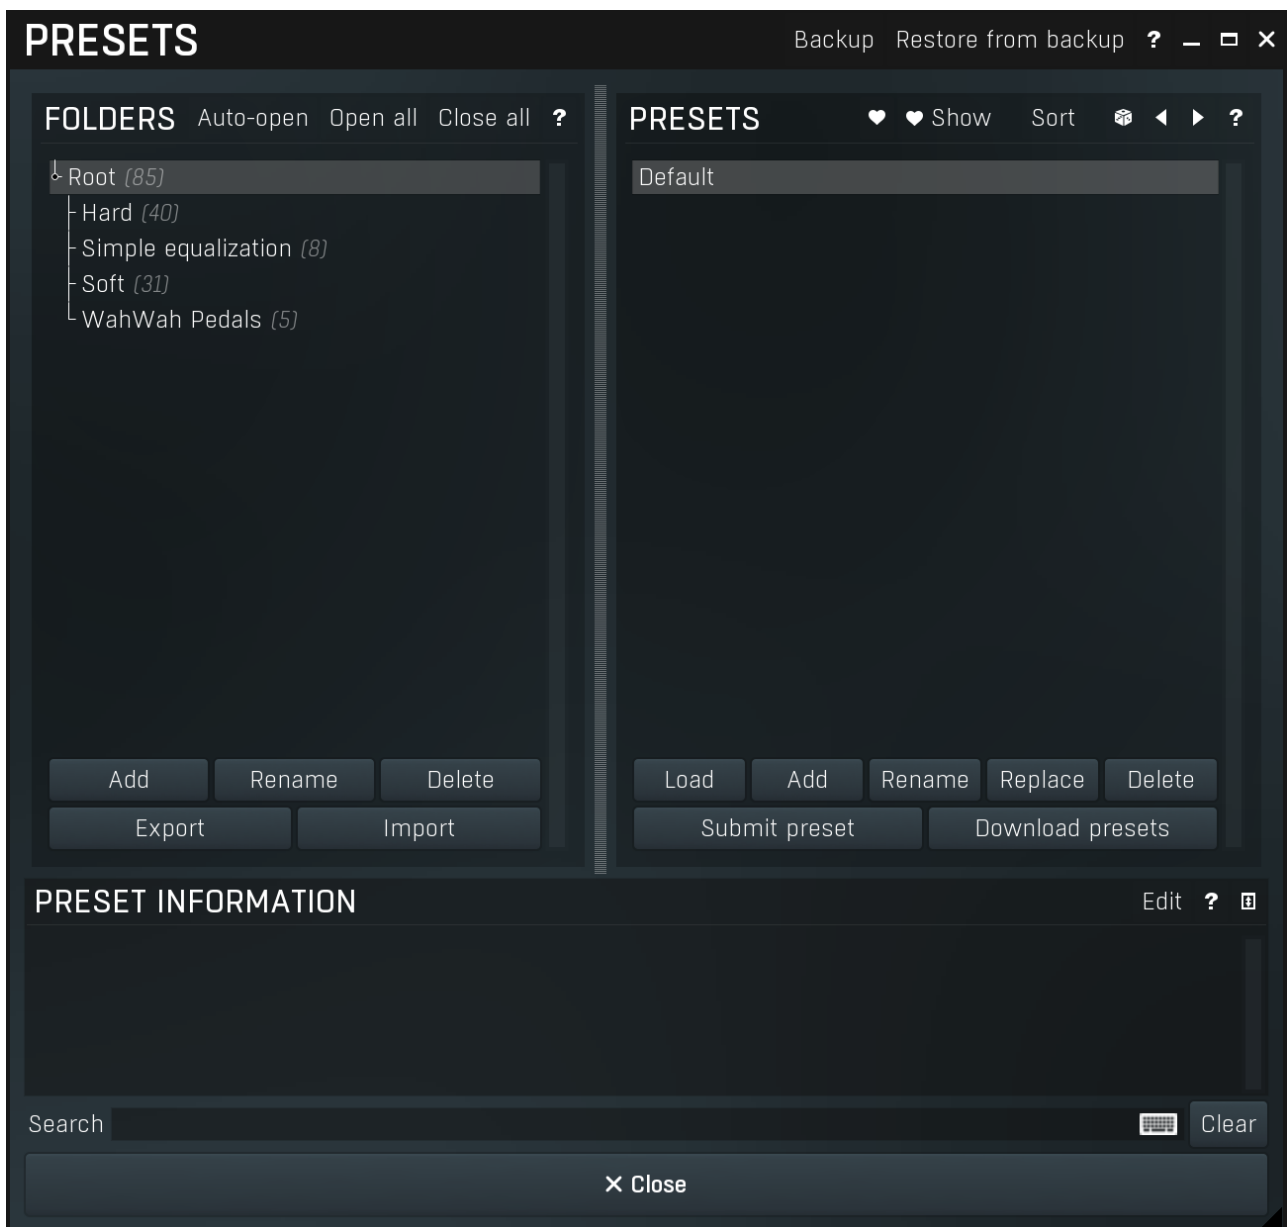 PRESETS Backup Restore from backup ?
FOLDERS Auto-open Open all Close all ?
Root (85)
Hard (40)
Simple equalization (8)
Soft (31)
WahWah Pedals (5)
Add Rename Delete
Export Import
PRESETS Show Sort ?
Default
Load Add Rename Replace Delete
Submit preset Download presets
PRESET INFORMATION Edit ?
Search Clear
Close